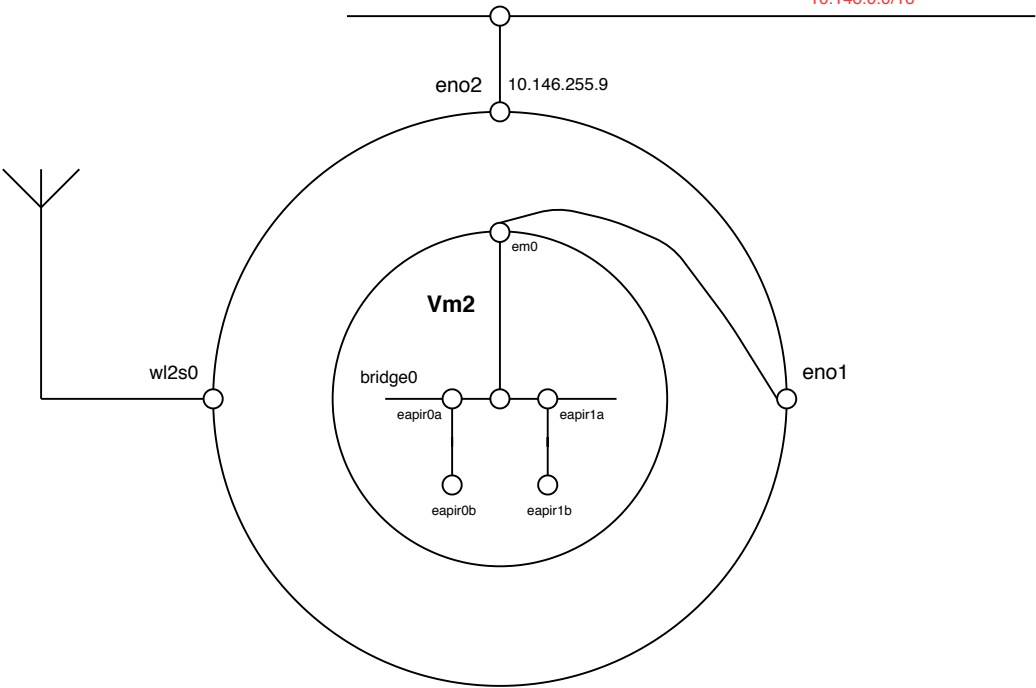 eno2
10.146.255.9
em0
Vm2
wl2s0
eno1
bridge0
eapir0a
eapir1a
eapir0b
eapir1b